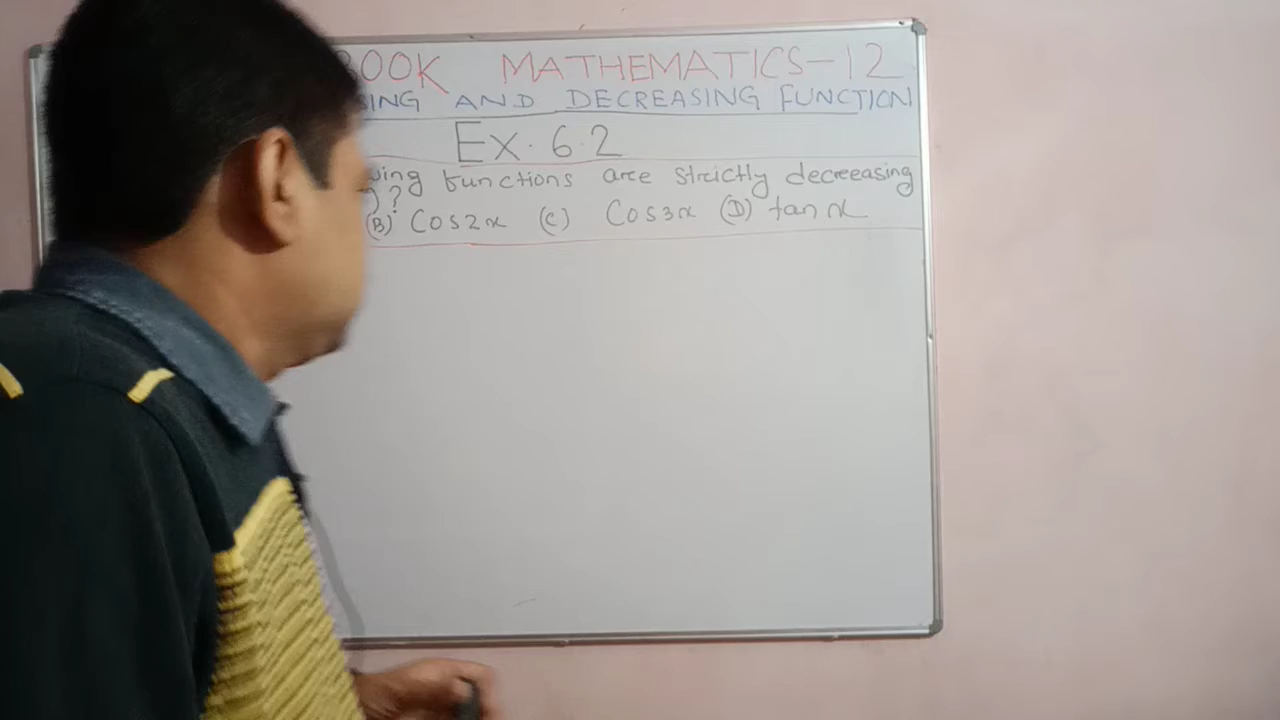 BOOK MATHEMATICS-12
SING AND DECREASING FUNCTION
Ex. 6.2
wing functions are strictly decreasing
) ?
(B) Cos2x (C) Cos3x (D) tan x